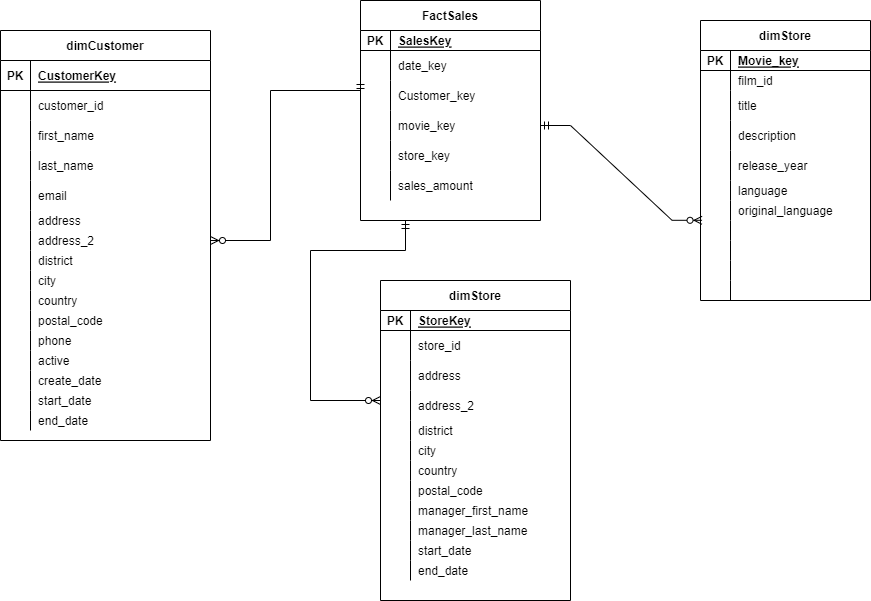 dimCustomer
PK CustomerKey
customer_id
first_name
last_name
email
address
address_2
district
city
country
postal_code
phone
active
create_date
start_date
end_date
FactSales
PK SalesKey
date_key
Customer_key
movie_key
store_key
sales_amount
dimStore
PK Movie_key
film_id
title
description
release_year
language
original_language
dimStore
PK StoreKey
store_id
address
address_2
district
city
country
postal_code
manager_first_name
manager_last_name
start_date
end_date